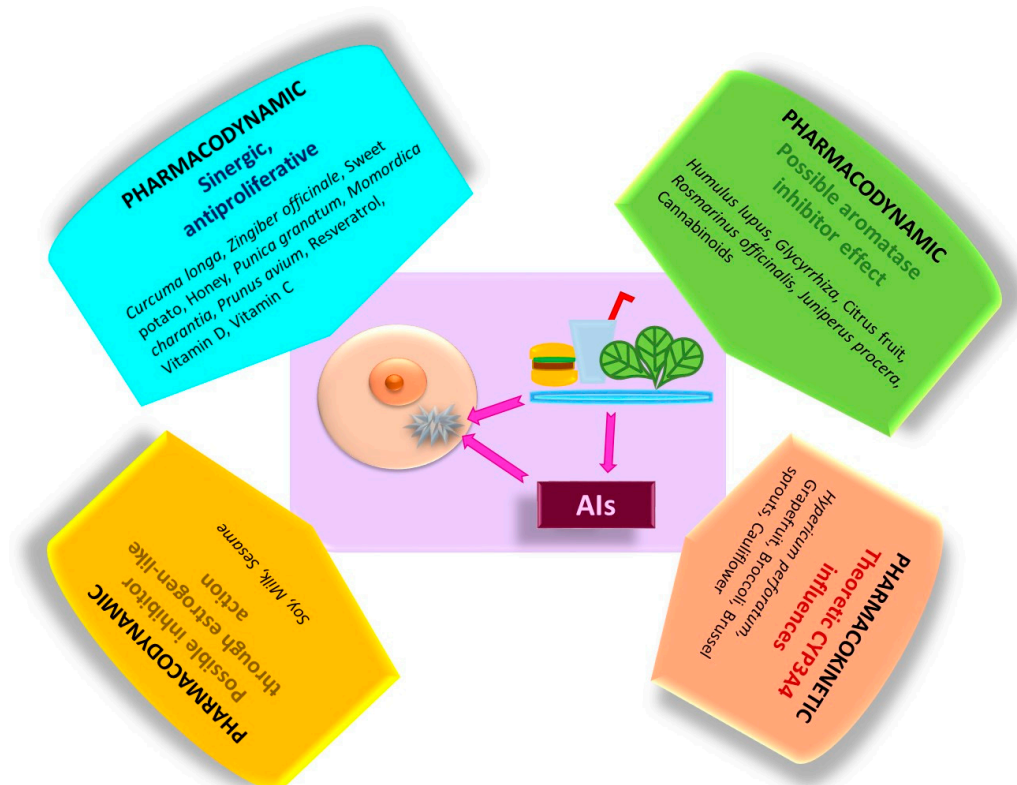 PHARMACODYNAMIC
Sinergic,
antiproliferative
Curcuma longa, Zingiber officinale, Sweet
potato, Honey, Punica granatum, Momordica
charantia, Prunus avium, Resveratrol,
Vitamin D, Vitamin C
PHARMACODYNAMIC
Possible aromatase
inhibitor effect
Humulus lupus, Glycyrrhiza, Citrus fruit,
Rosmarinus officinalis, Juniperus procera,
Cannabinoids
AIs
PHARMACODYNAMIC
Possible inhibitor
through estrogen-like
action
Soy, Milk, Sesame
PHARMACOKINETIC
Theoretic CYP3A4
influences
Hypericum perforatum,
Grapefruit, Broccoli, Brussel
sprouts, Cauliflower